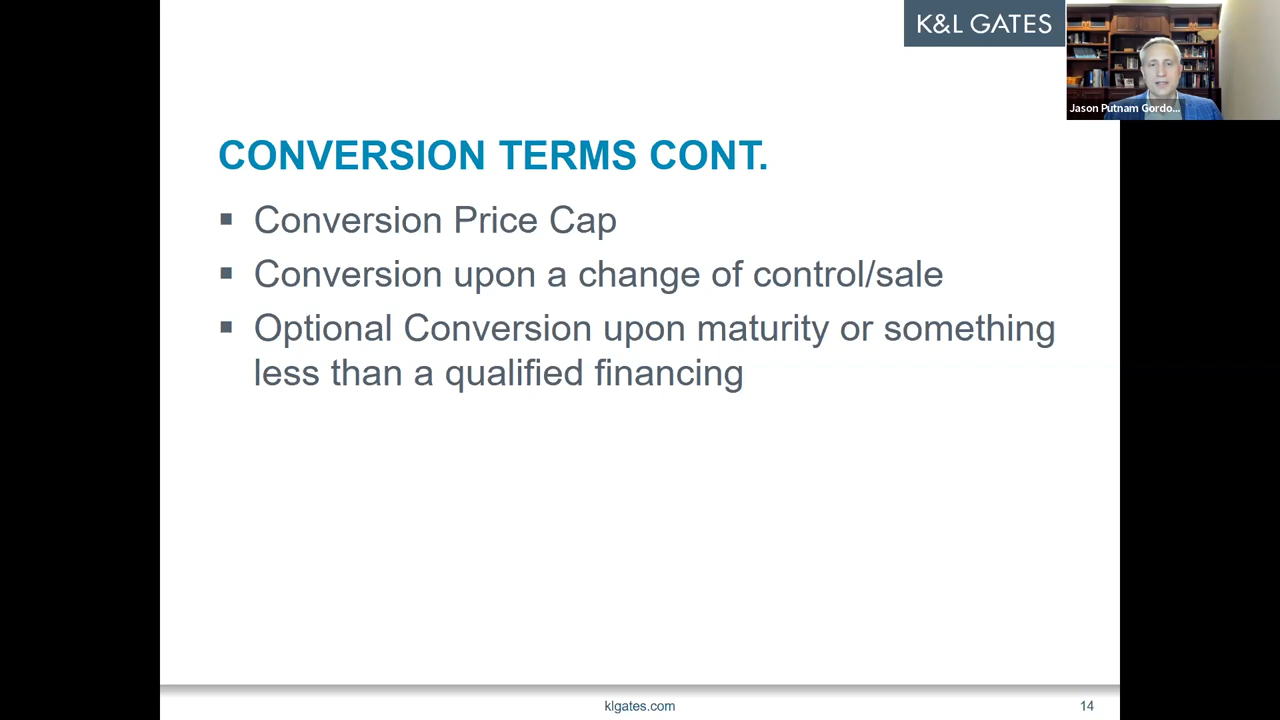 K&L GATES
Jason Putnam Gordo...
CONVERSION TERMS CONT.
▪ Conversion Price Cap
▪ Conversion upon a change of control/sale
▪ Optional Conversion upon maturity or something
less than a qualified financing
klgates.com
14